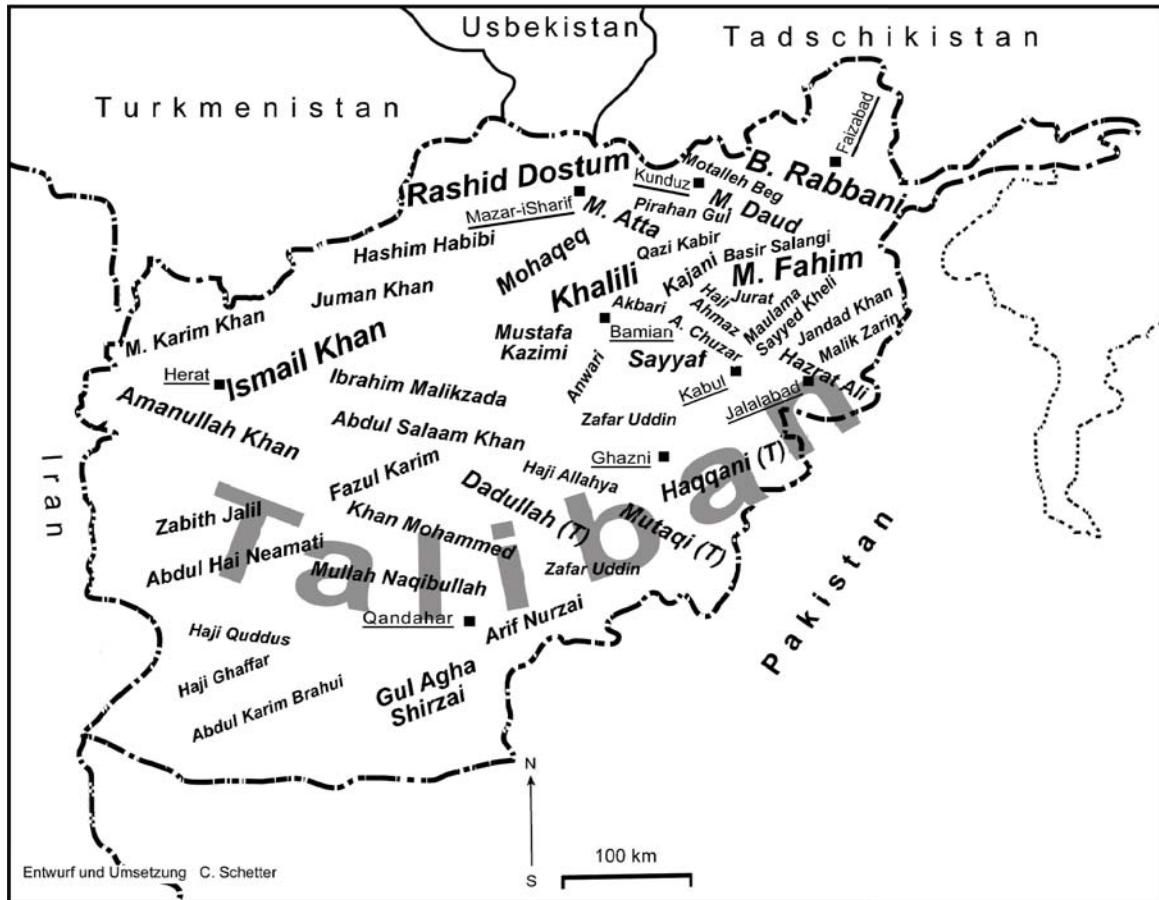 Usbekistan
Tadschikistan
Turkmenistan
Faizabad
B. Rabbani
Rashid Dostum
Motalleh Beg
Kunduz
M. Daud
Mazar-iSharif
M. Atta
Pirahan Gul
Hashim Habibi
Mohaqeq
Qazi Kabir
Basir Salangi
Khalili
Kajani
M. Fahim
Juman Khan
Akbari
Haji
Ahmaz
Jurat
Maulama
Sayyed Kheli
Jandad Khan
Malik Zarin
M. Karim Khan
Mustafa
Kazimi
Bamian
A. Chuzar
Ismail Khan
Herat
Anwari
Sayyaf
Kabul
Hazrat Ali
Jalalabad
Ibrahim Malikzada
Amanullah Khan
Abdul Salaam Khan
Zafar Uddin
Ghazni
Haji Allahya
Haqqani (T)
Fazul Karim
Dadullah (T)
Mutaqi (T)
Iran
Taliban
Zabith Jalil
Khan Mohammed
Abdul Hai Neamati
Mullah Naqibullah
Zafar Uddin
Pakistan
Qandahar
Arif Nurzai
Haji Quddus
Haji Ghaffar
Gul Agha
Shirzai
Abdul Karim Brahui
N
S
100 km
Entwurf und Umsetzung C. Schetter